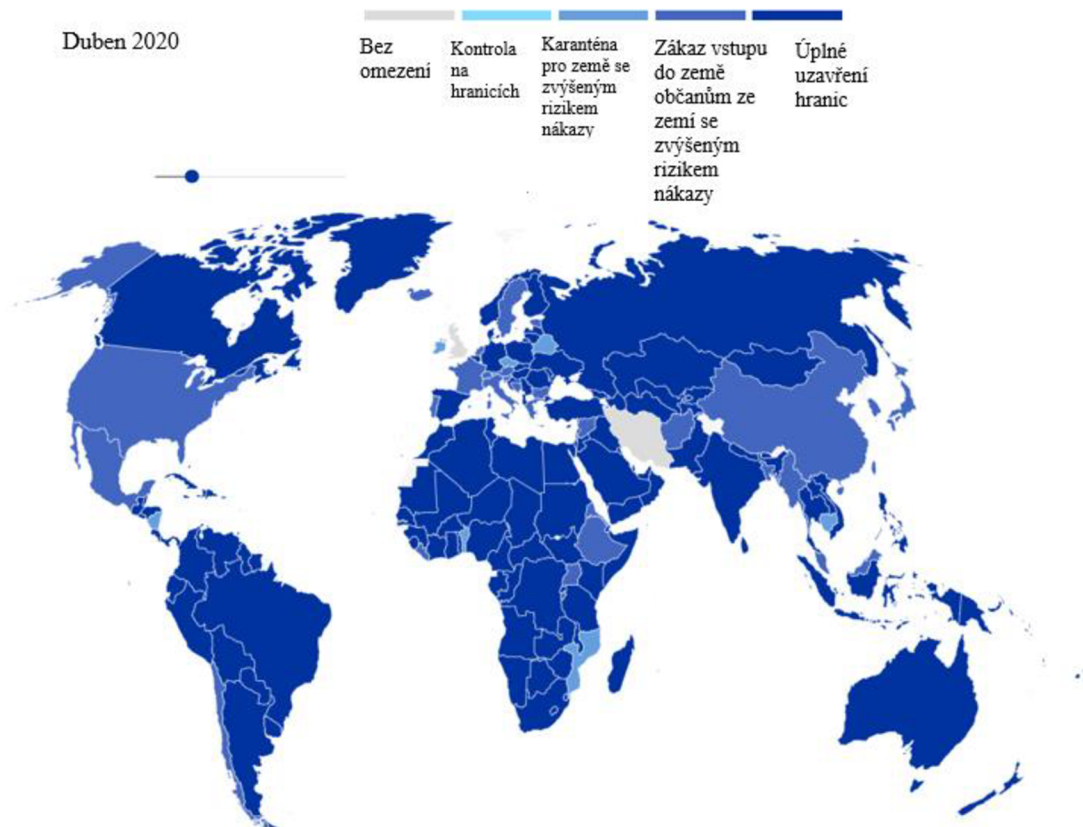 Duben 2020
Bez
omezení
Kontrola
na
hranicích
Karanténa
pro země se
zvýšeným
rizikem
nákazy
Zákaz vstupu
do země
občanům ze
zemí se
zvýšeným
rizikem
nákazy
Úplné
uzavření
hranic